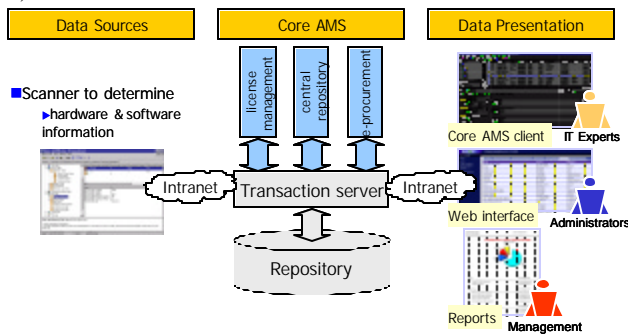 Data Sources
Core AMS
Data Presentation
Scanner to determine
hardware & software
information
license
management
central
repository
e-procurement
Intranet
Transaction server
Intranet
Repository
Core AMS client
IT Experts
Web interface
Administrators
Reports
Management